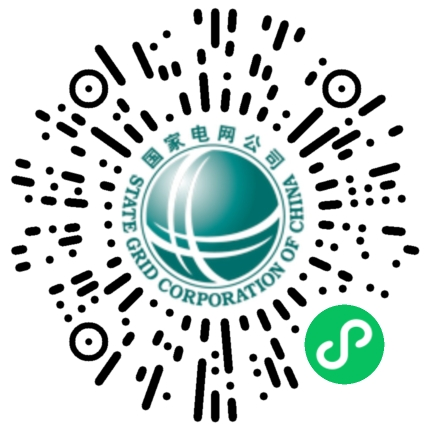 国家电网公司
STATE GRID CORPORATION OF CHINA